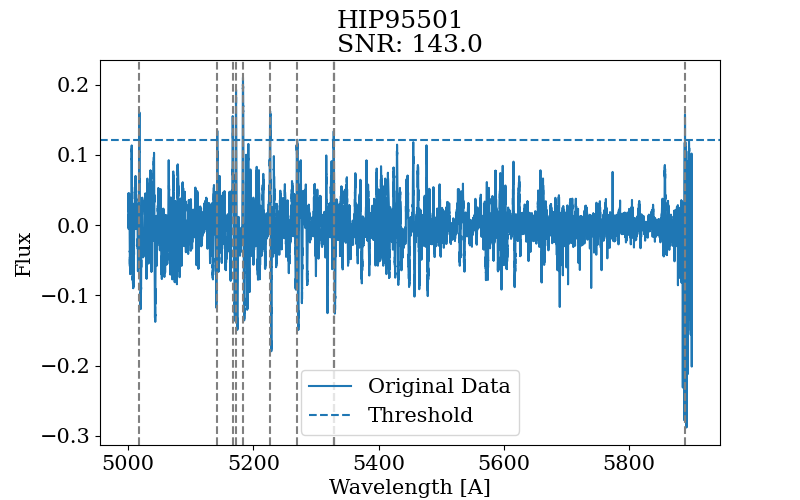 HIP95501
SNR: 143.0
0.2
0.1
0.0
−0.1
−0.2
−0.3
Flux
Original Data
Threshold
5000 5200 5400 5600 5800
Wavelength [A]